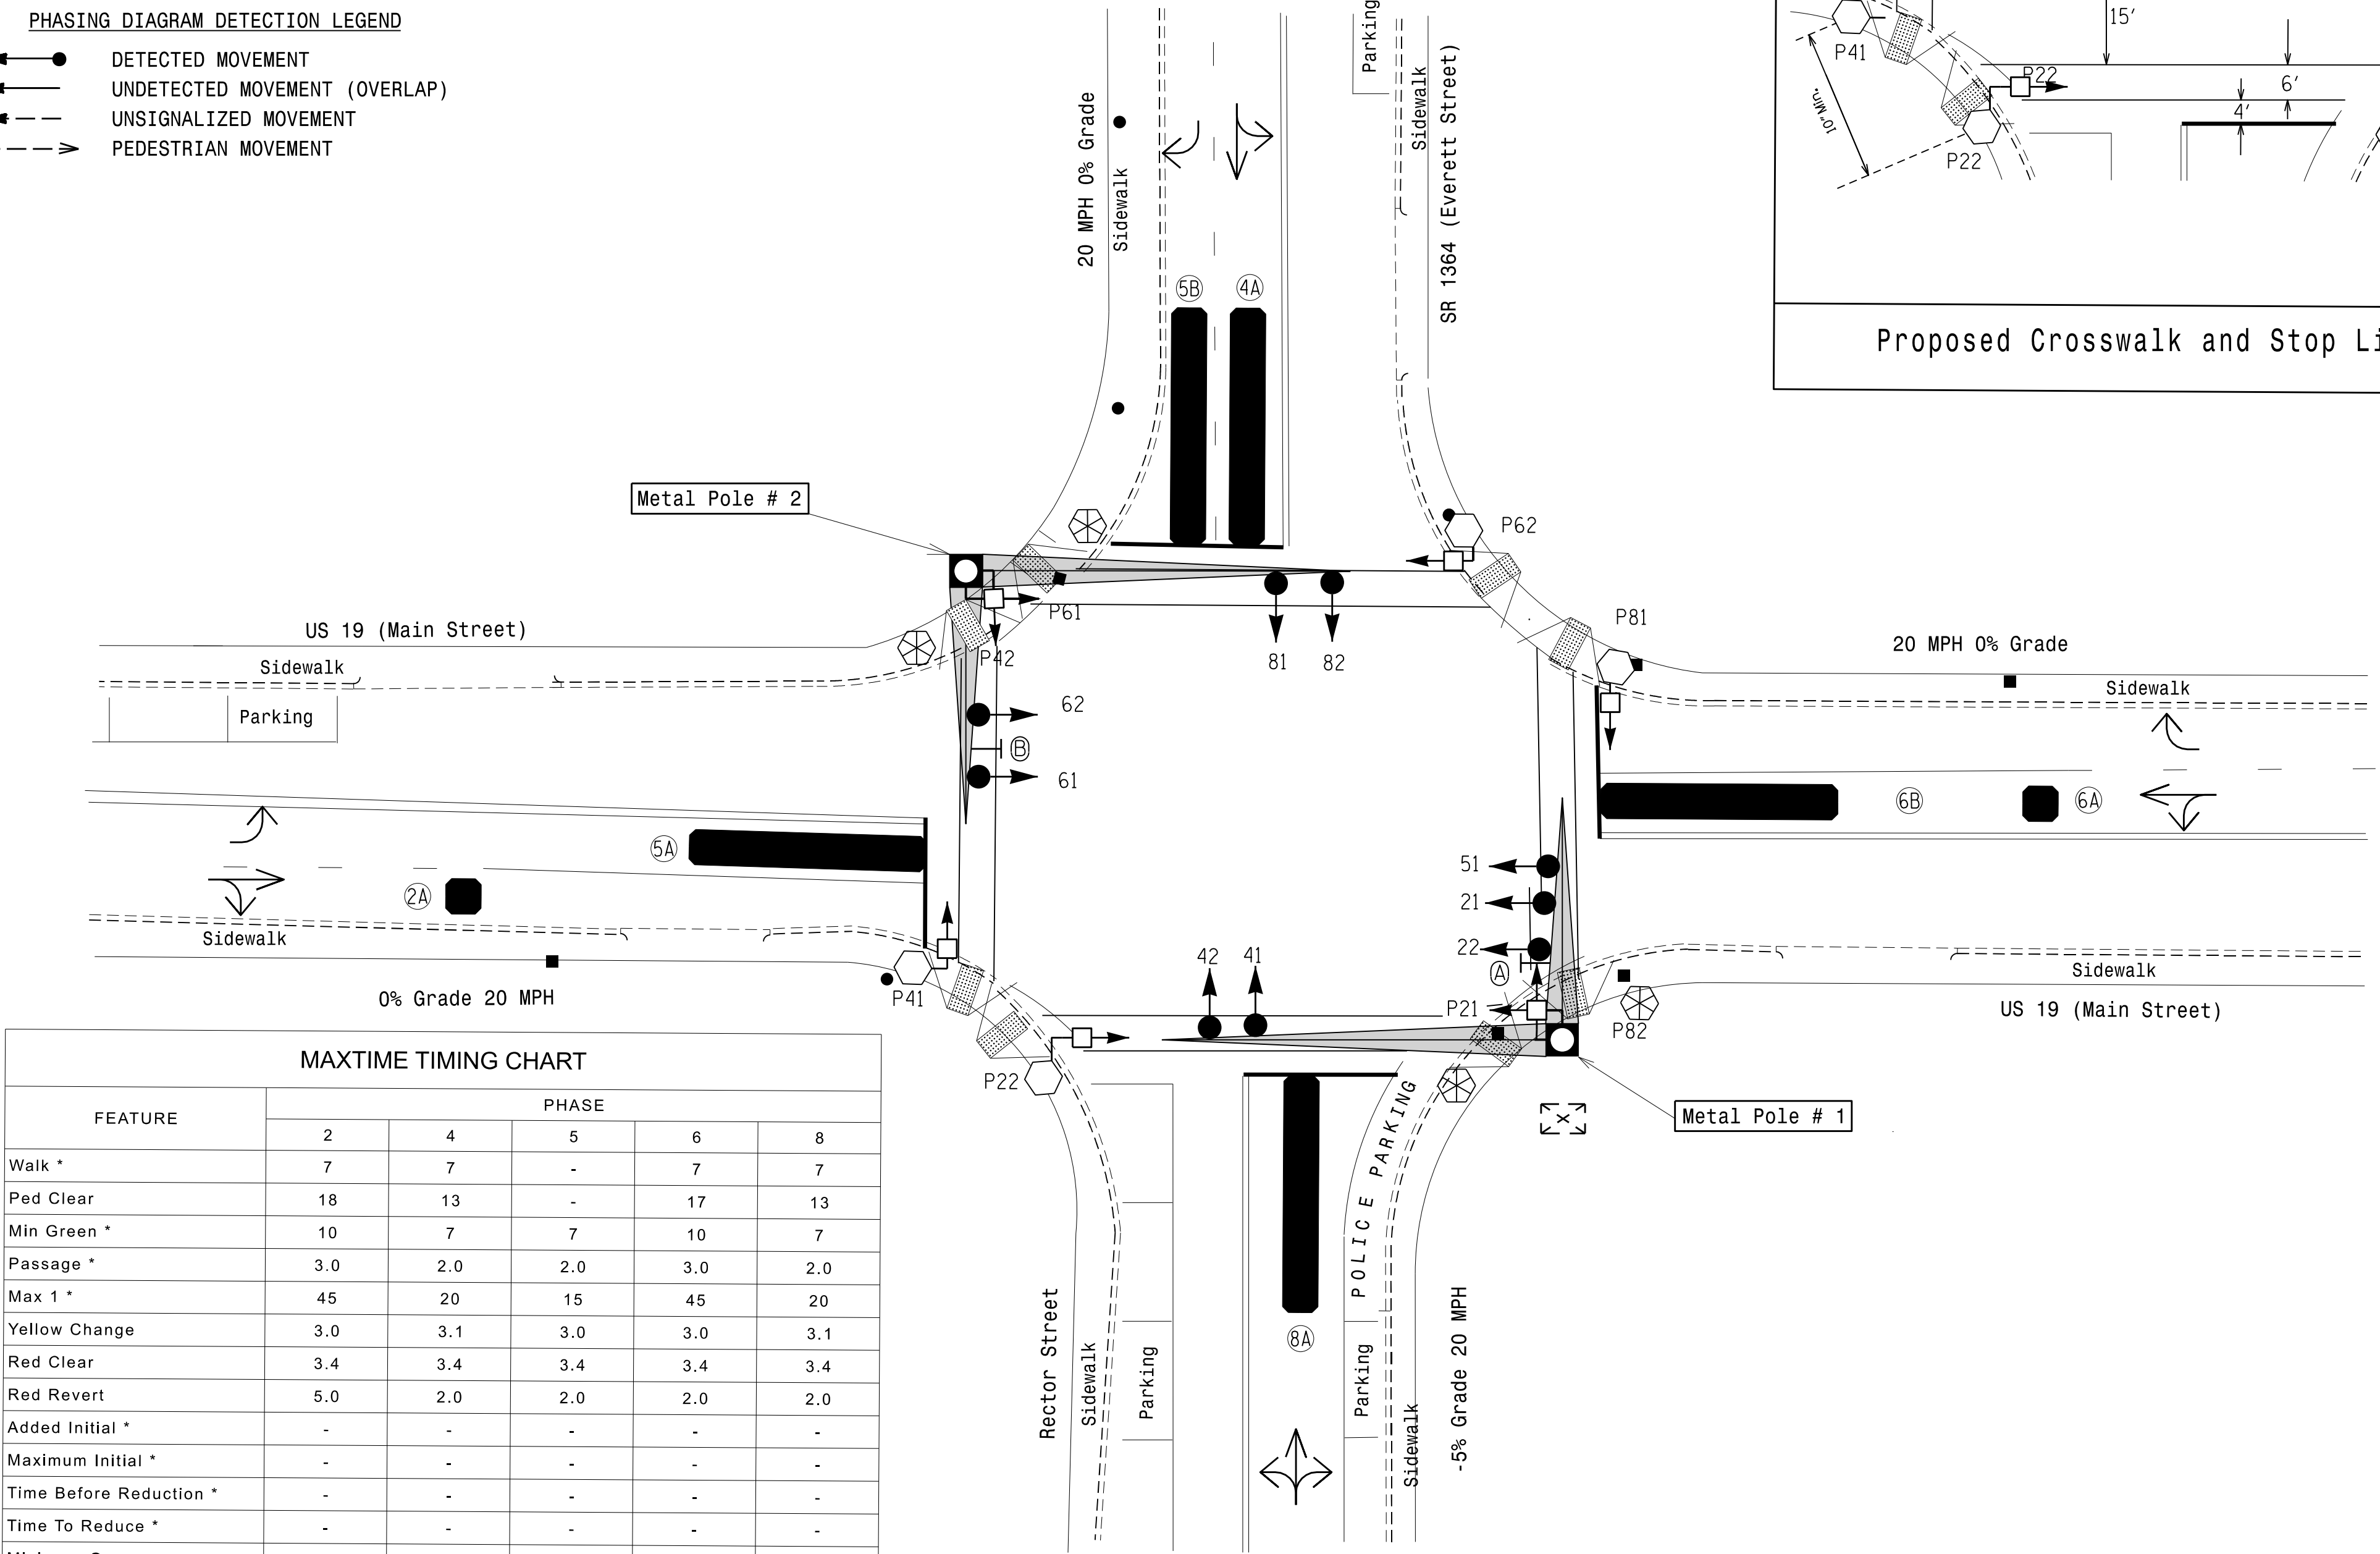 PHASING DIAGRAM DETECTION LEGEND
DETECTED MOVEMENT
UNDETECTED MOVEMENT (OVERLAP)
UNSIGNALIZED MOVEMENT
PEDESTRIAN MOVEMENT
20 MPH 0% Grade
Sidewalk
Parking
Sidewalk
SR 1364 (Everett Street)
5B
4A
P41
10" Min.
P22
P22
15'
6'
4'
Proposed Crosswalk and Stop Li
Metal Pole # 2
P62
P61
P42
P81
81
82
US 19 (Main Street)
Sidewalk
Parking
62
B
61
20 MPH 0% Grade
Sidewalk
6B
6A
5A
2A
51
21
22
A
Sidewalk
0% Grade 20 MPH
P41
42
41
P21
P82
Sidewalk
US 19 (Main Street)
P22
Metal Pole # 1
X
POLICE PARKING
8A
Rector Street
Sidewalk
Parking
Parking
Sidewalk
-5% Grade 20 MPH
MAXTIME TIMING CHART
FEATURE
PHASE
2 4 5 6 8
Walk * 7 7 - 7 7
Ped Clear 18 13 - 17 13
Min Green * 10 7 7 10 7
Passage * 3.0 2.0 2.0 3.0 2.0
Max 1 * 45 20 15 45 20
Yellow Change 3.0 3.1 3.0 3.0 3.1
Red Clear 3.4 3.4 3.4 3.4 3.4
Red Revert 5.0 2.0 2.0 2.0 2.0
Added Initial * - - - - -
Maximum Initial * - - - - -
Time Before Reduction * - - - - -
Time To Reduce * - - - - -